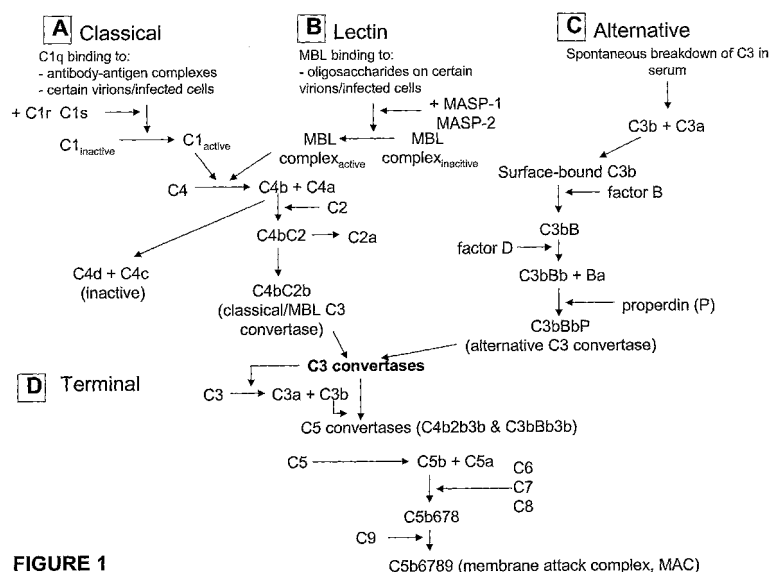 A Classical
C1q binding to:
- antibody-antigen complexes
- certain virions/infected cells
+ C1r C1s
C1inactive
C1active
B Lectin
MBL binding to:
- oligosaccharides on certain
virions/infected cells
+ MASP-1
MASP-2
MBL
complexactive
MBL
complexinacitive
C Alternative
Spontaneous breakdown of C3 in
serum
C3b + C3a
Surface-bound C3b
factor B
C3bB
factor D
C3bBb + Ba
properdin (P)
C3bBbP
(alternative C3 convertase)
C4
C4b + C4a
C2
C4bC2
C2a
C4d + C4c
(inactive)
C4bC2b
(classical/MBL C3
convertase)
C3 convertases
D Terminal
C3
C3a + C3b
C5 convertases (C4b2b3b & C3bBb3b)
C5
C5b + C5a
C6
C7
C8
C5b678
C9
C5b6789 (membrane attack complex, MAC)
FIGURE 1